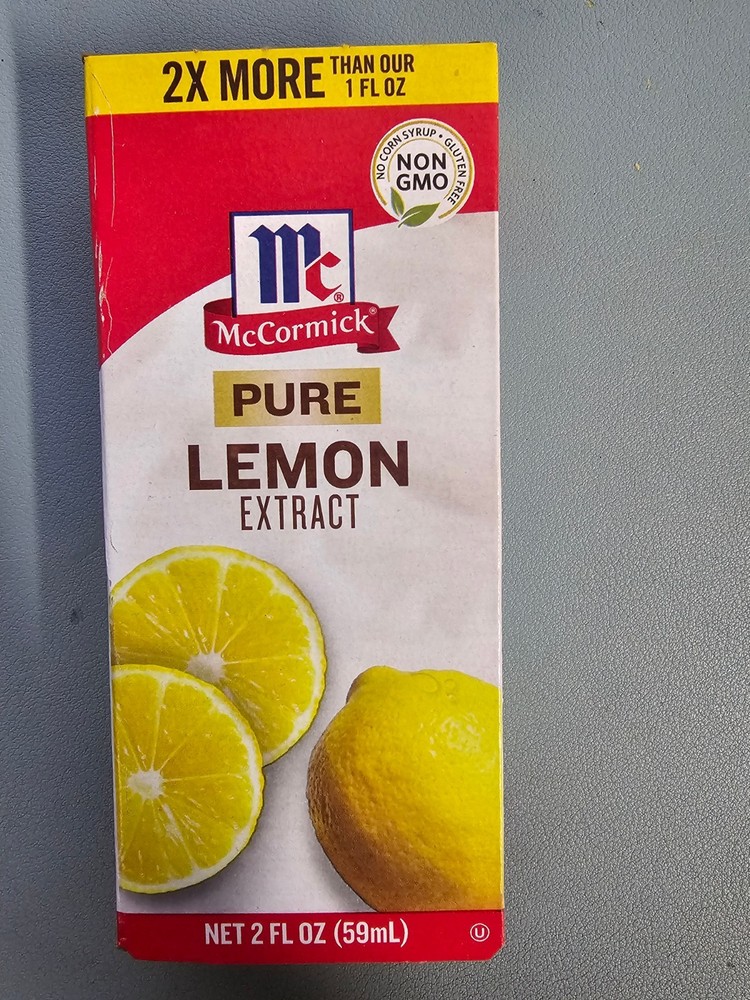 2X MORE THAN OUR
1 FL OZ
NO CORN SYRUP • GLUTEN FREE
NON
GMO
Mc®
McCormick®
PURE
LEMON
EXTRACT
NET 2 FL OZ (59mL)
U